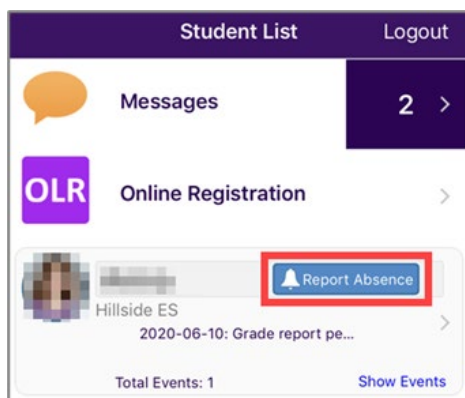 Student List Logout
Messages 2 >
OLR Online Registration >
Report Absence
Hillside ES
2020-06-10: Grade report pe... >
Total Events: 1 Show Events